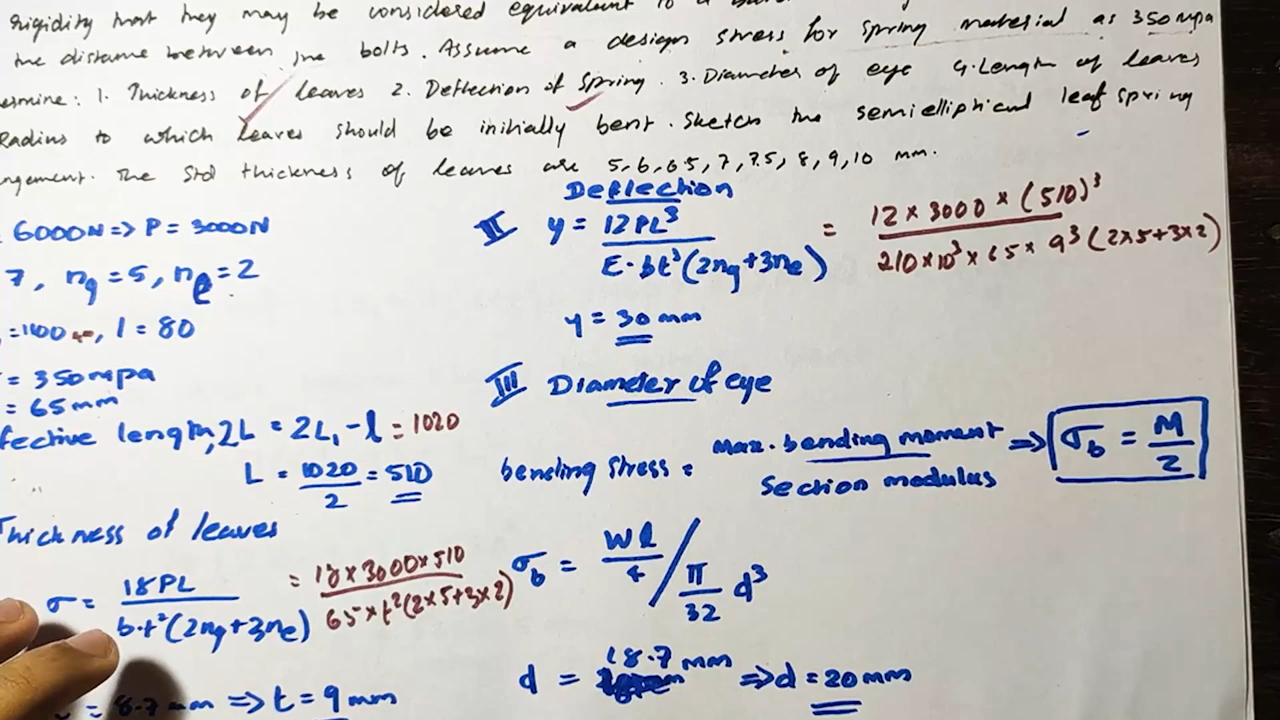 rigidity that they may be considered equivalent to a
the distance between the bolts. Assume a design stress for spring material as 350 mpa
ermine: 1. Thickness of leaves 2. Deflection of Spring. 3. Diameter of eye 4. Length of leaves
Radius to which leaves should be initially bent. Sketch the semielliptical leaf spring
ngement. The Std thickness of leaves are 5, 6, 6.5, 7, 7.5, 8, 9, 10 mm.
6000N => P = 3000N
7, ng = 5, ne = 2
l = 80
= 350 mpa
= 65 mm
fective length, 2L = 2L₁ - l = 1020
L = 1020/2 = 510
Thickness of leaves
σ = 18PL / b·t²(2ng+3ne) = 18×3000×510 / 65×t²(2×5+3×2)
= 8.7 mm => t = 9 mm
Deflection
II y = 12PL³ / E·bt³(2ng+3ne) = 12×3000×(510)³ / 210×10³×65×9³(2×5+3×2)
y = 30 mm
III Diameter of eye
bending stress = Max. bending moment / Section modulus => σb = M/Z
σb = Wl/4 / π/32 d³
d = 18.7 mm => d = 20 mm